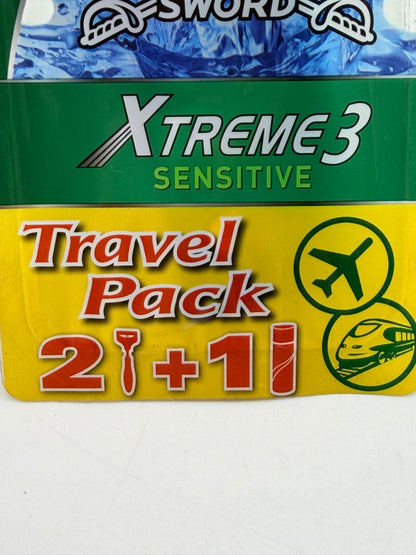 SWORD
XTREME3
SENSITIVE
Travel
Pack
2+1